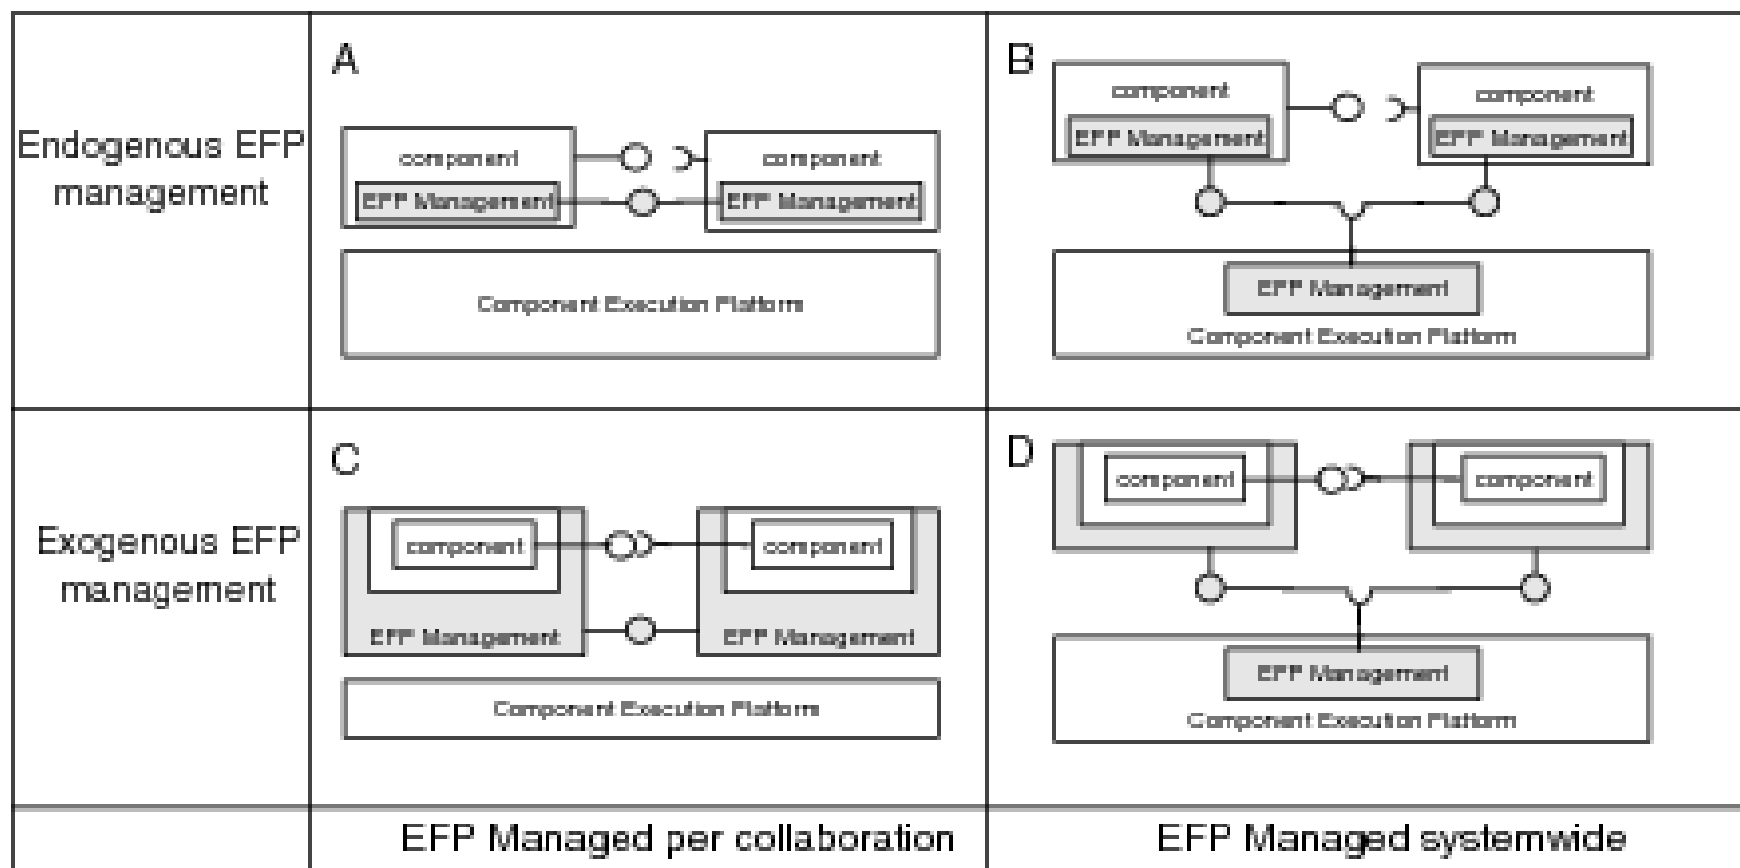 Endogenous EFP
management
A
component
component
EFP Management
EFP Management
Component Execution Platform
B
component
component
EFP Management
EFP Management
EFP Management
Component Execution Platform
Exogenous EFP
management
C
component
component
EFP Management
EFP Management
Component Execution Platform
D
component
component
EFP Management
Component Execution Platform
EFP Managed per collaboration
EFP Managed systemwide